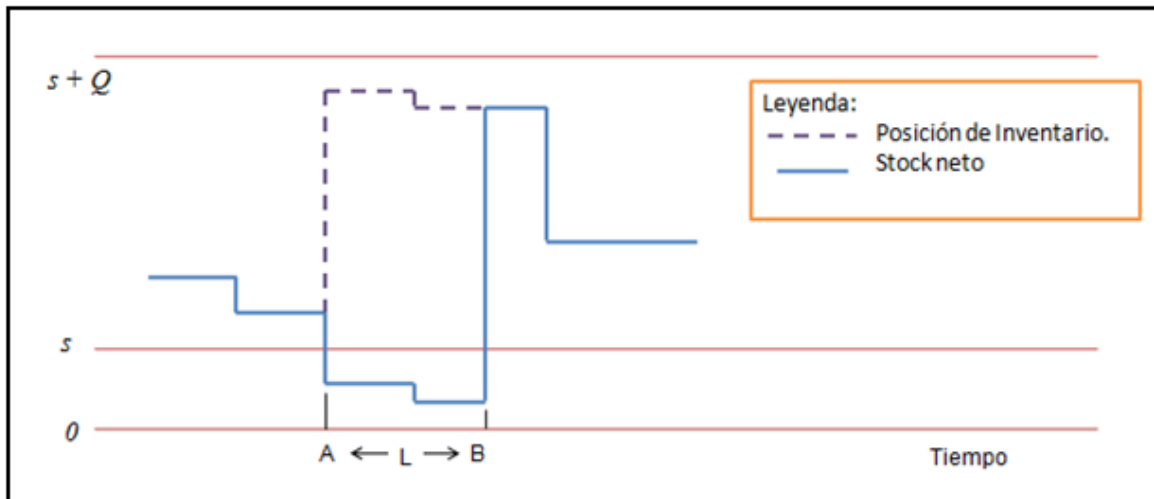 s + Q
Leyenda:
Posición de Inventario.
Stock neto
s
0
A L B
Tiempo